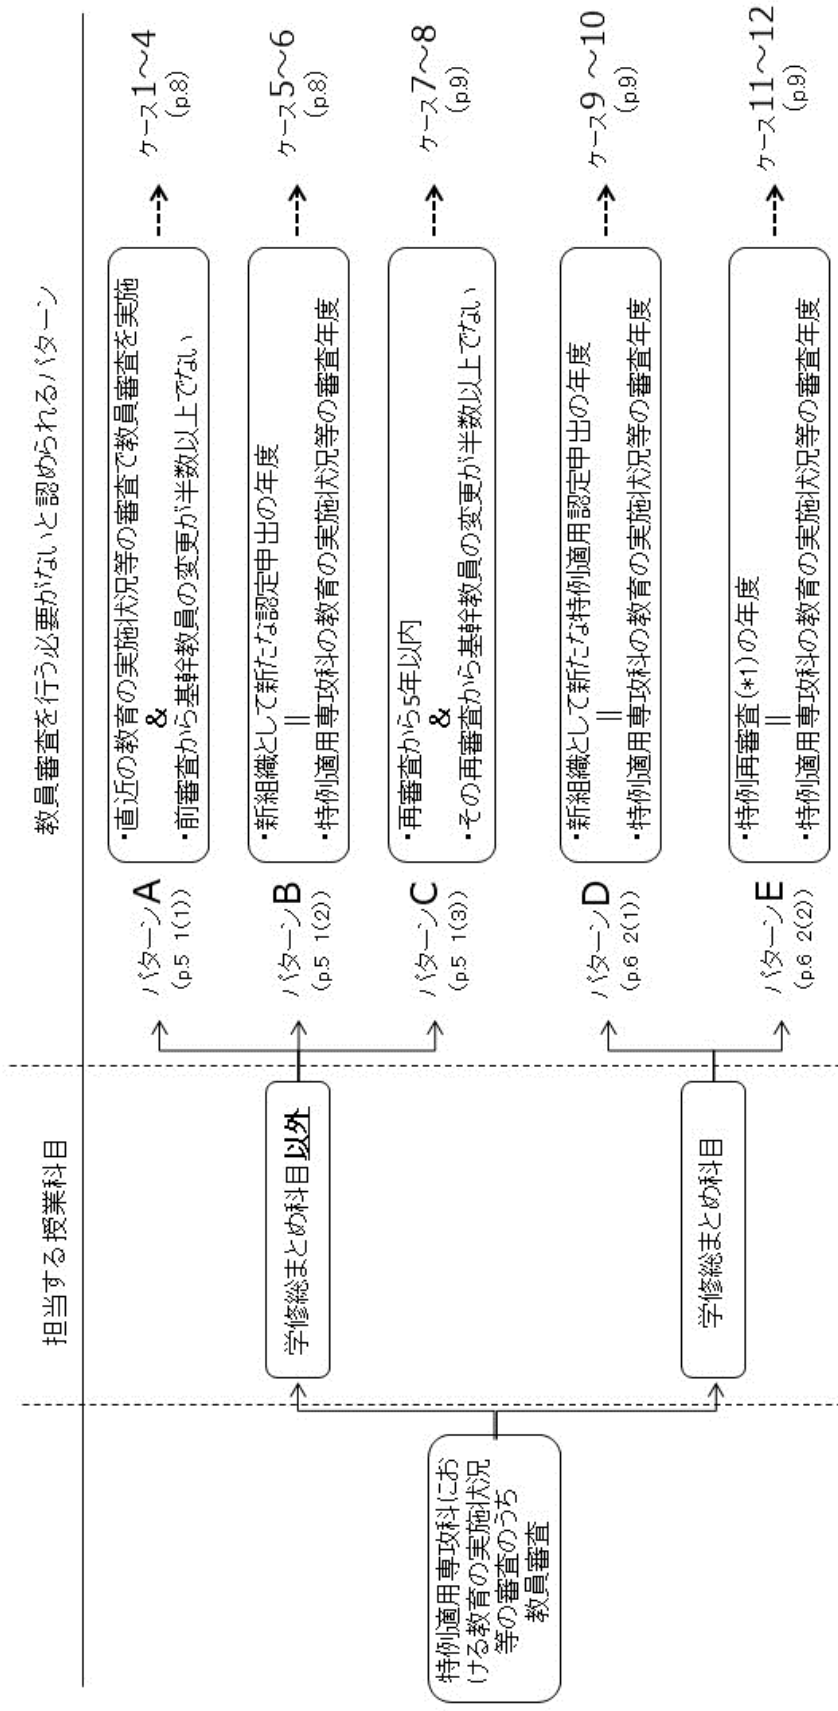 担当する授業科目
教員審査を行う必要がないと認められるパターン
特例適用専攻科にお
ける教育の実施状況
等の審査のうち
教員審査
学修総まとめ科目以外
パターンA
(p.5 1(1))
・直近の教育の実施状況等の審査で教員審査を実施
&
・前審査から基幹教員の変更が半数以上でない
ケース1～4
(p.8)
パターンB
(p.5 1(2))
・新組織として新たな認定申出の年度
||
・特例適用専攻科の教育の実施状況等の審査年度
ケース5～6
(p.8)
パターンC
(p.5 1(3))
・再審査から5年以内
&
・その再審査から基幹教員の変更が半数以上でない
ケース7～8
(p.9)
学修総まとめ科目
パターンD
(p.6 2(1))
・新組織として新たな特例適用認定申出の年度
||
・特例適用専攻科の教育の実施状況等の審査年度
ケース9 ～10
(p.9)
パターンE
(p.6 2(2))
・特例再審査(*1)の年度
||
・特例適用専攻科の教育の実施状況等の審査年度
ケース11～12
(p.9)